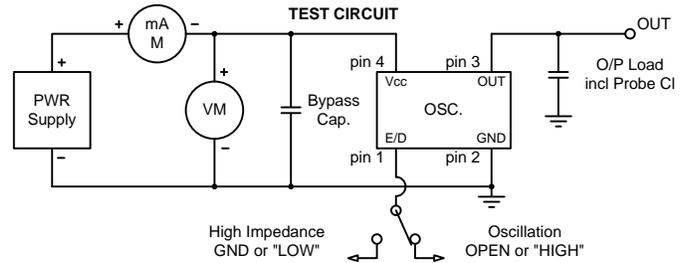 TEST CIRCUIT
OUT
+
mA
M
–
pin 4
pin 3
O/P Load
incl Probe Cl
+
PWR
Supply
–
+
VM
–
Bypass
Cap.
Vcc
OUT
OSC.
E/D
GND
pin 1
pin 2
High Impedance
GND or "LOW"
Oscillation
OPEN or "HIGH"